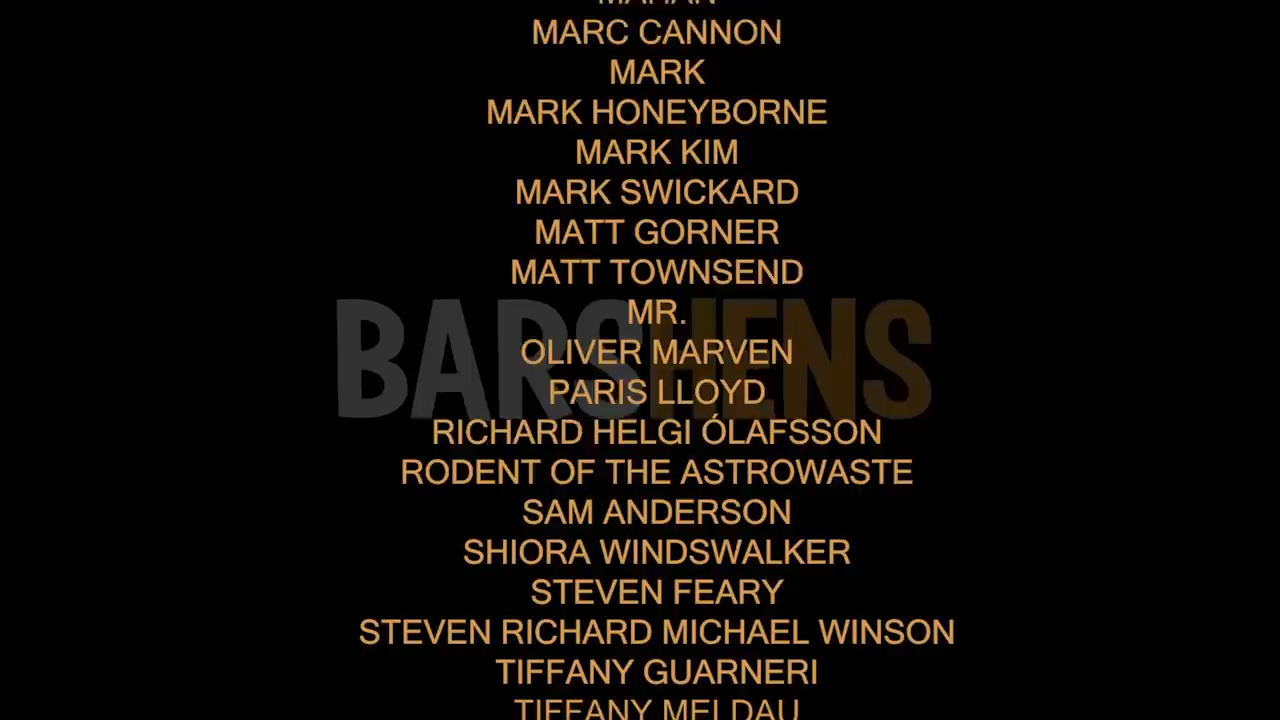 MARC CANNON
MARK
MARK HONEYBORNE
MARK KIM
MARK SWICKARD
MATT GORNER
MATT TOWNSEND
MR.
BARSHENS
OLIVER MARVEN
PARIS LLOYD
RICHARD HELGI ÓLAFSSON
RODENT OF THE ASTROWASTE
SAM ANDERSON
SHIORA WINDSWALKER
STEVEN FEARY
STEVEN RICHARD MICHAEL WINSON
TIFFANY GUARNERI
TIFFANY MELDAU